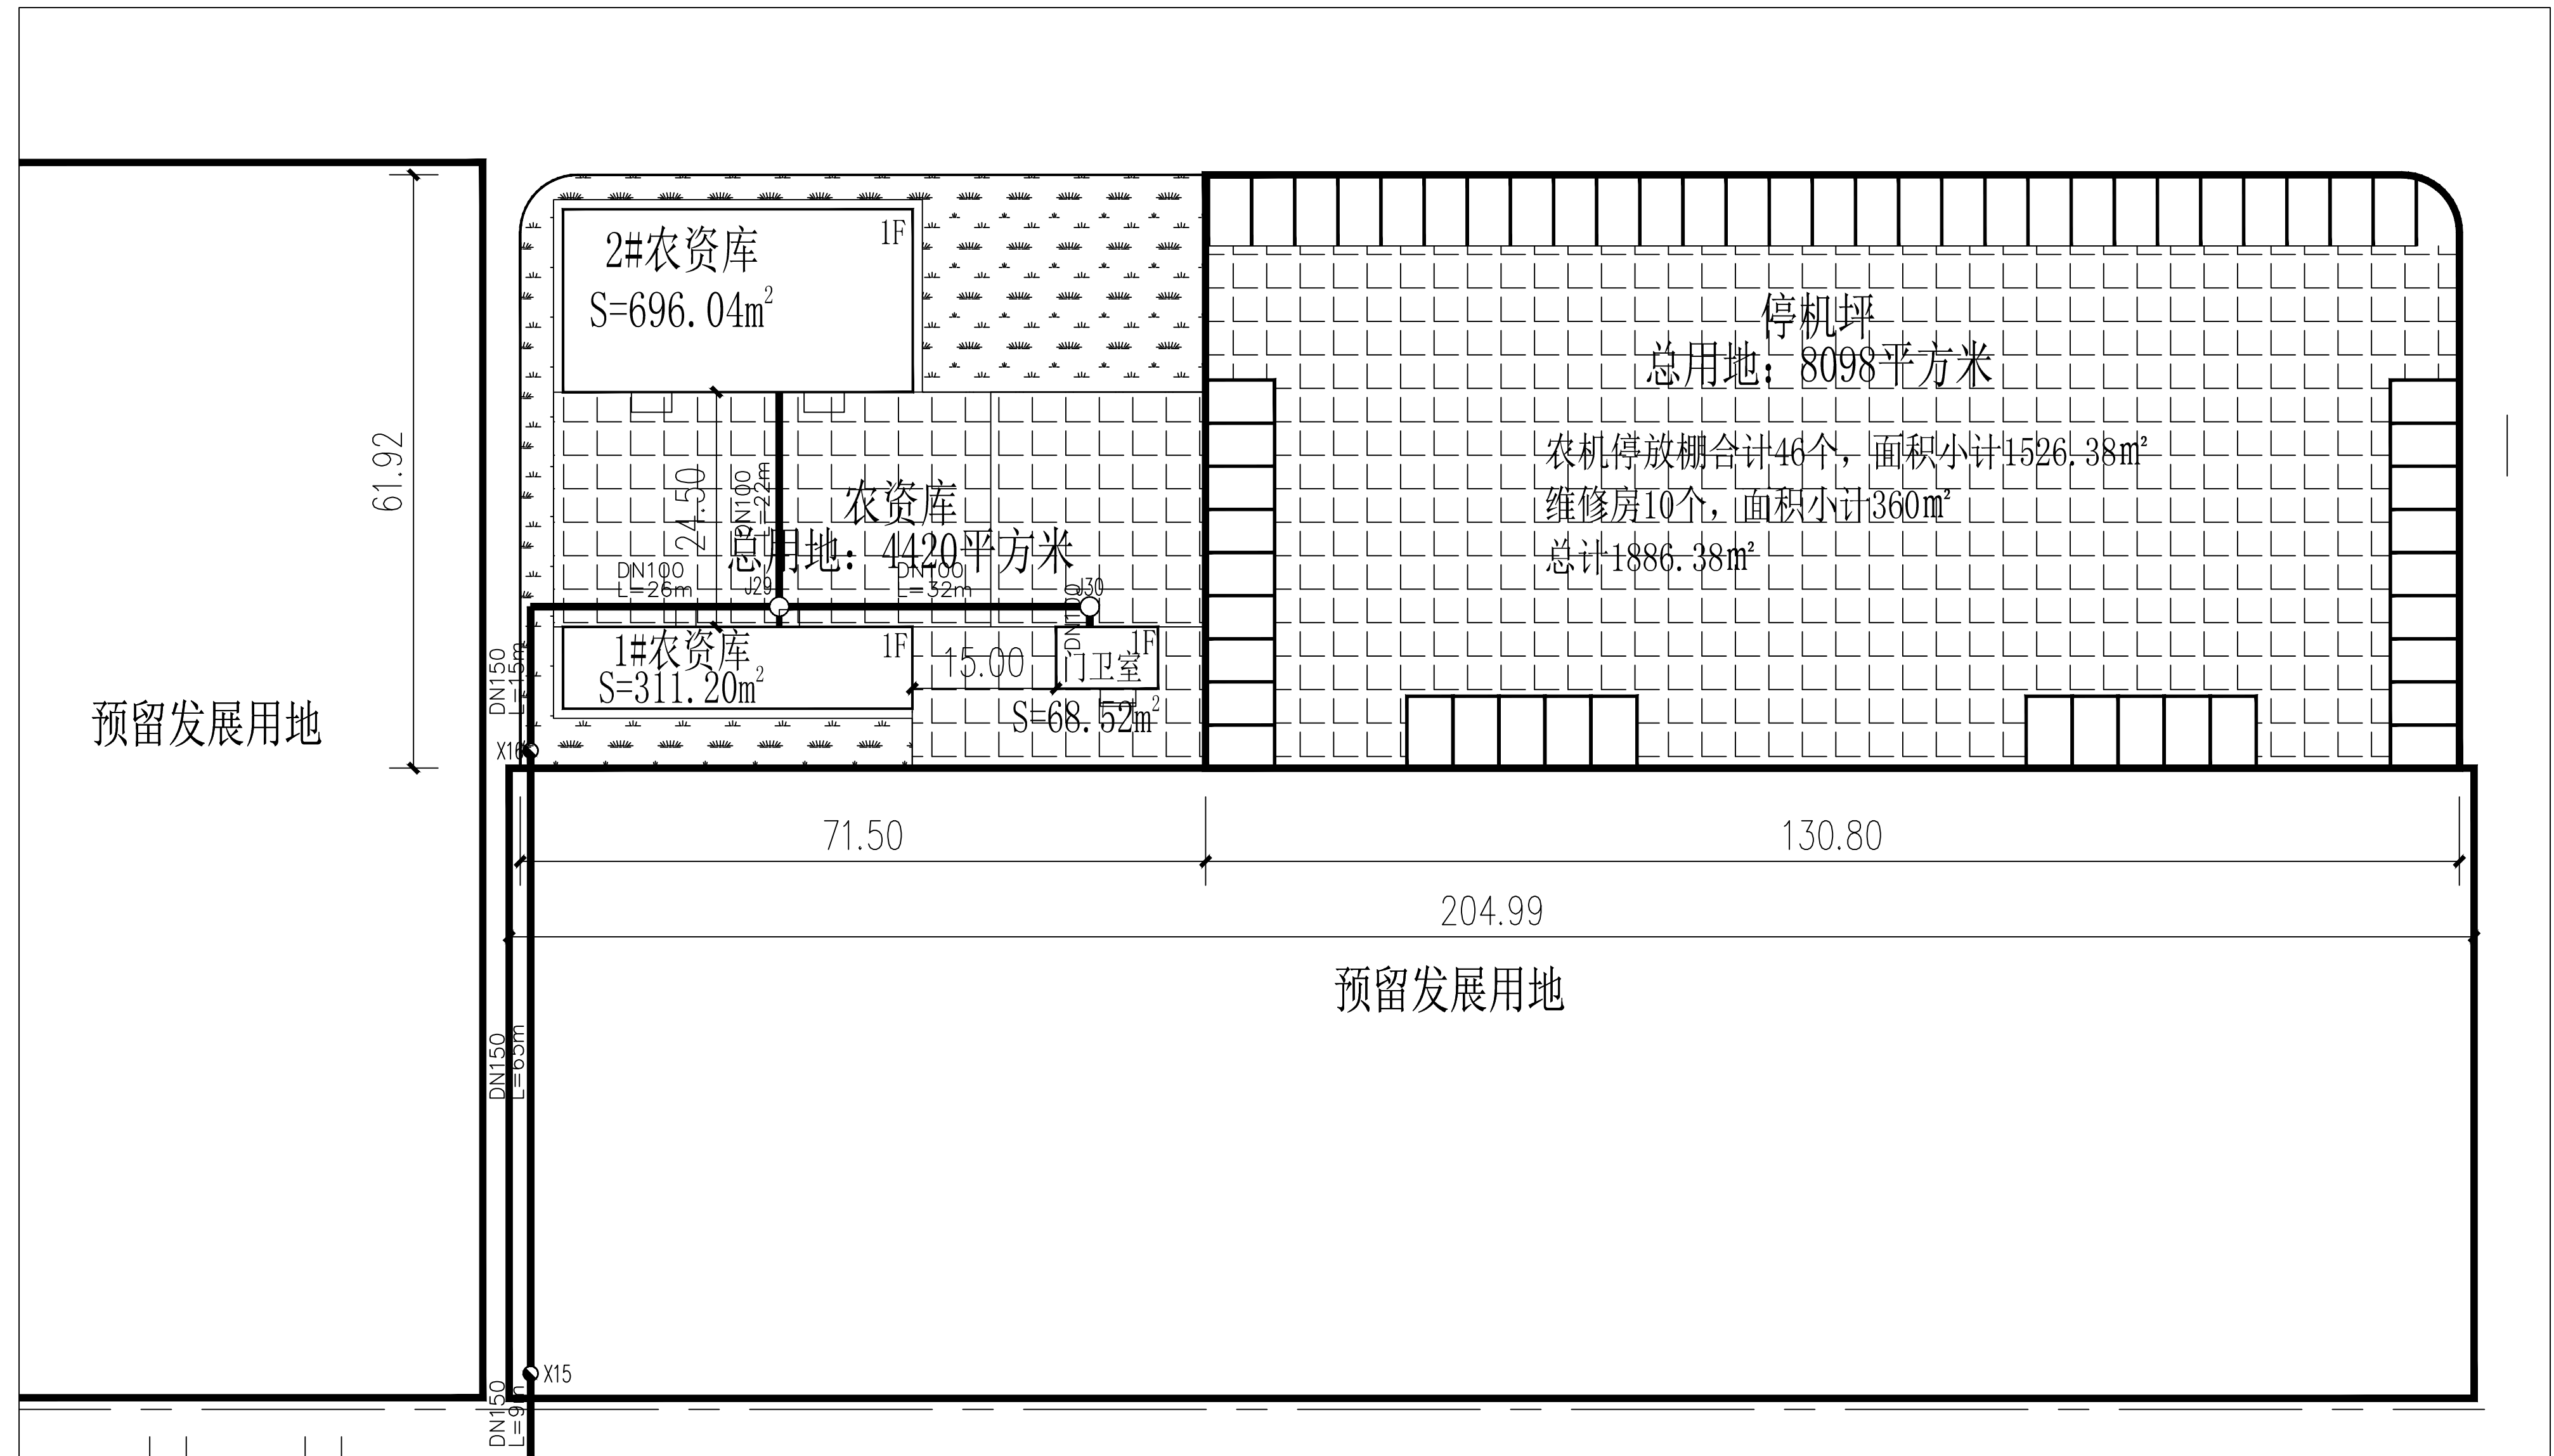 2#农资库
1F
S=696.04m²
停机坪
总用地：8098平方米
61.92
农机停放棚合计46个，面积小计1526.38m²
维修房10个，面积小计360m²
总计1886.38m²
24.50
DN100
L=22m
农资库
总用地：4420平方米
DN100
L=26m
J29
DN100
L=32m
J30
DN100
1#农资库
1F
S=311.20m²
15.00
1F
门卫室
S=68.52m²
DN150
L=15m
预留发展用地
X16
71.50
130.80
204.99
预留发展用地
DN150
L=65m
X15
DN150
L=9m